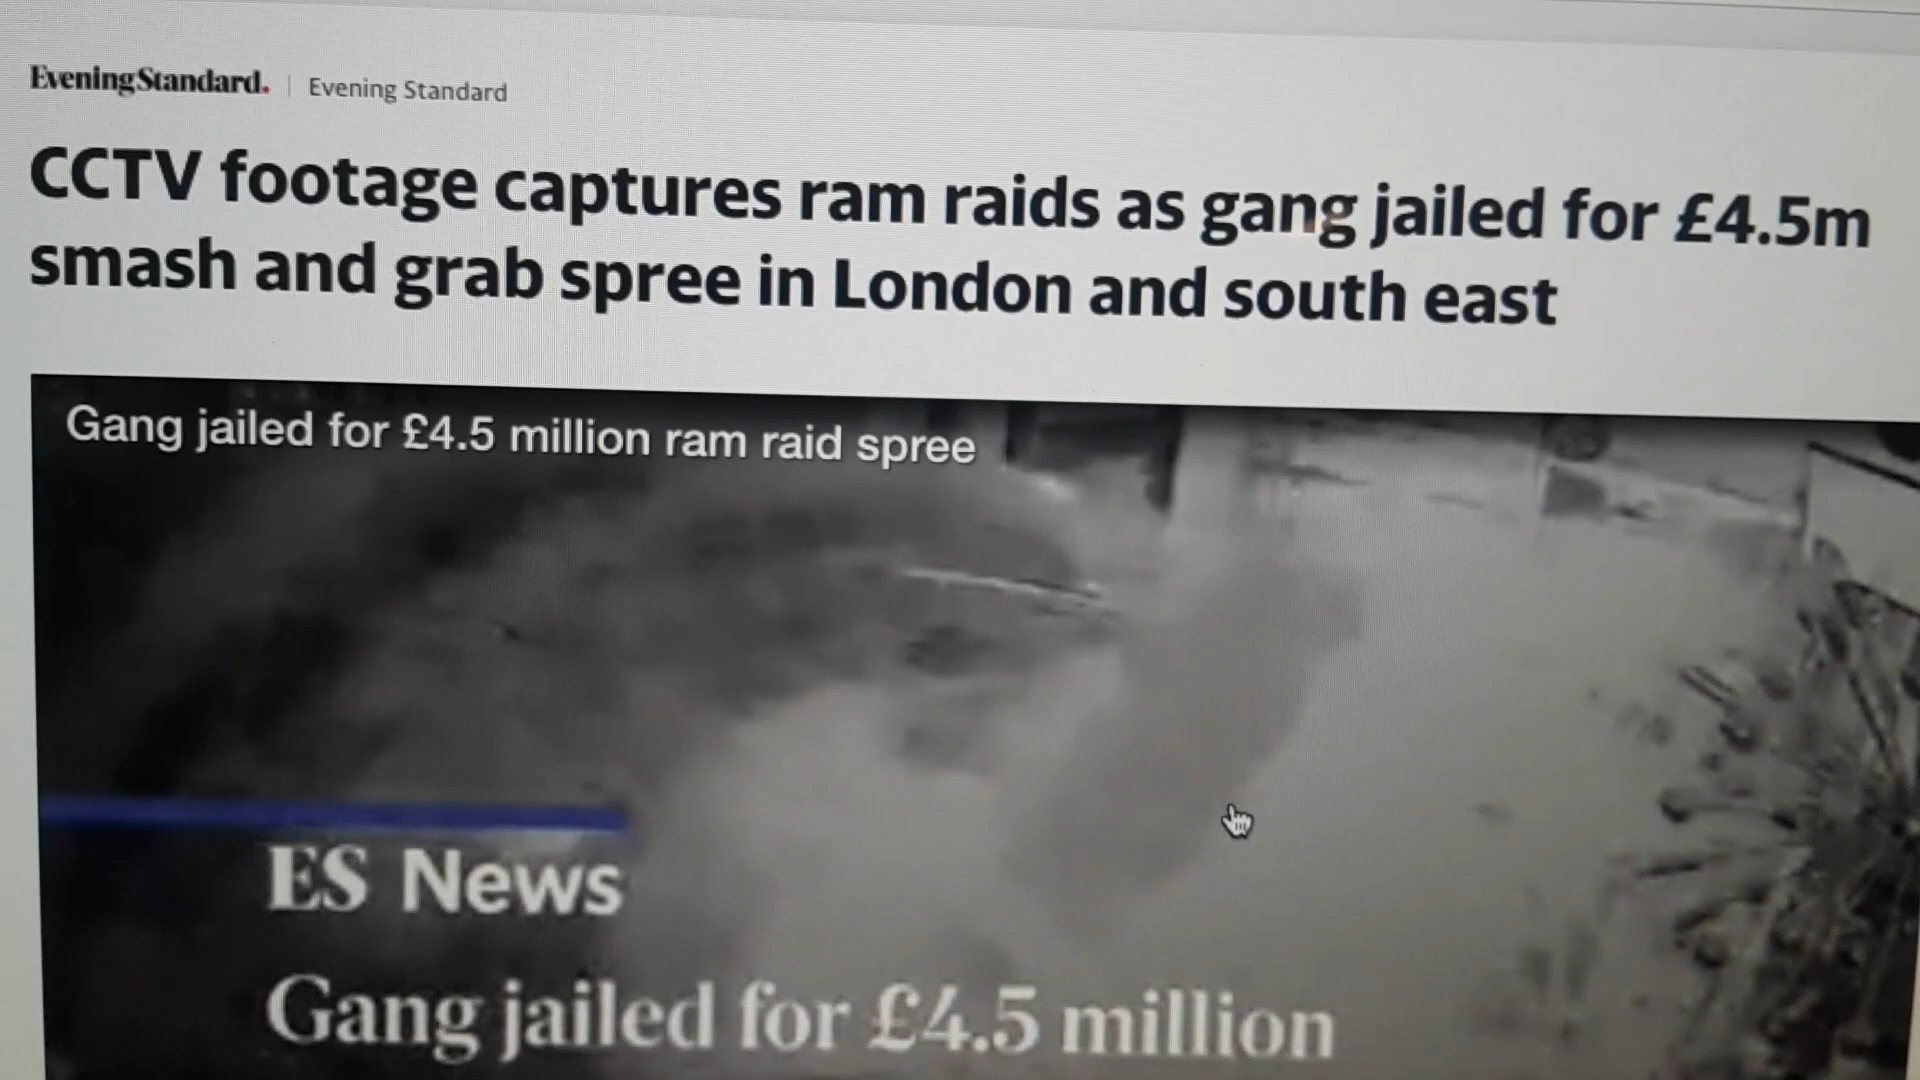 EveningStandard. | Evening Standard
CCTV footage captures ram raids as gang jailed for £4.5m
smash and grab spree in London and south east
Gang jailed for £4.5 million ram raid spree
ES News
Gang jailed for £4.5 million